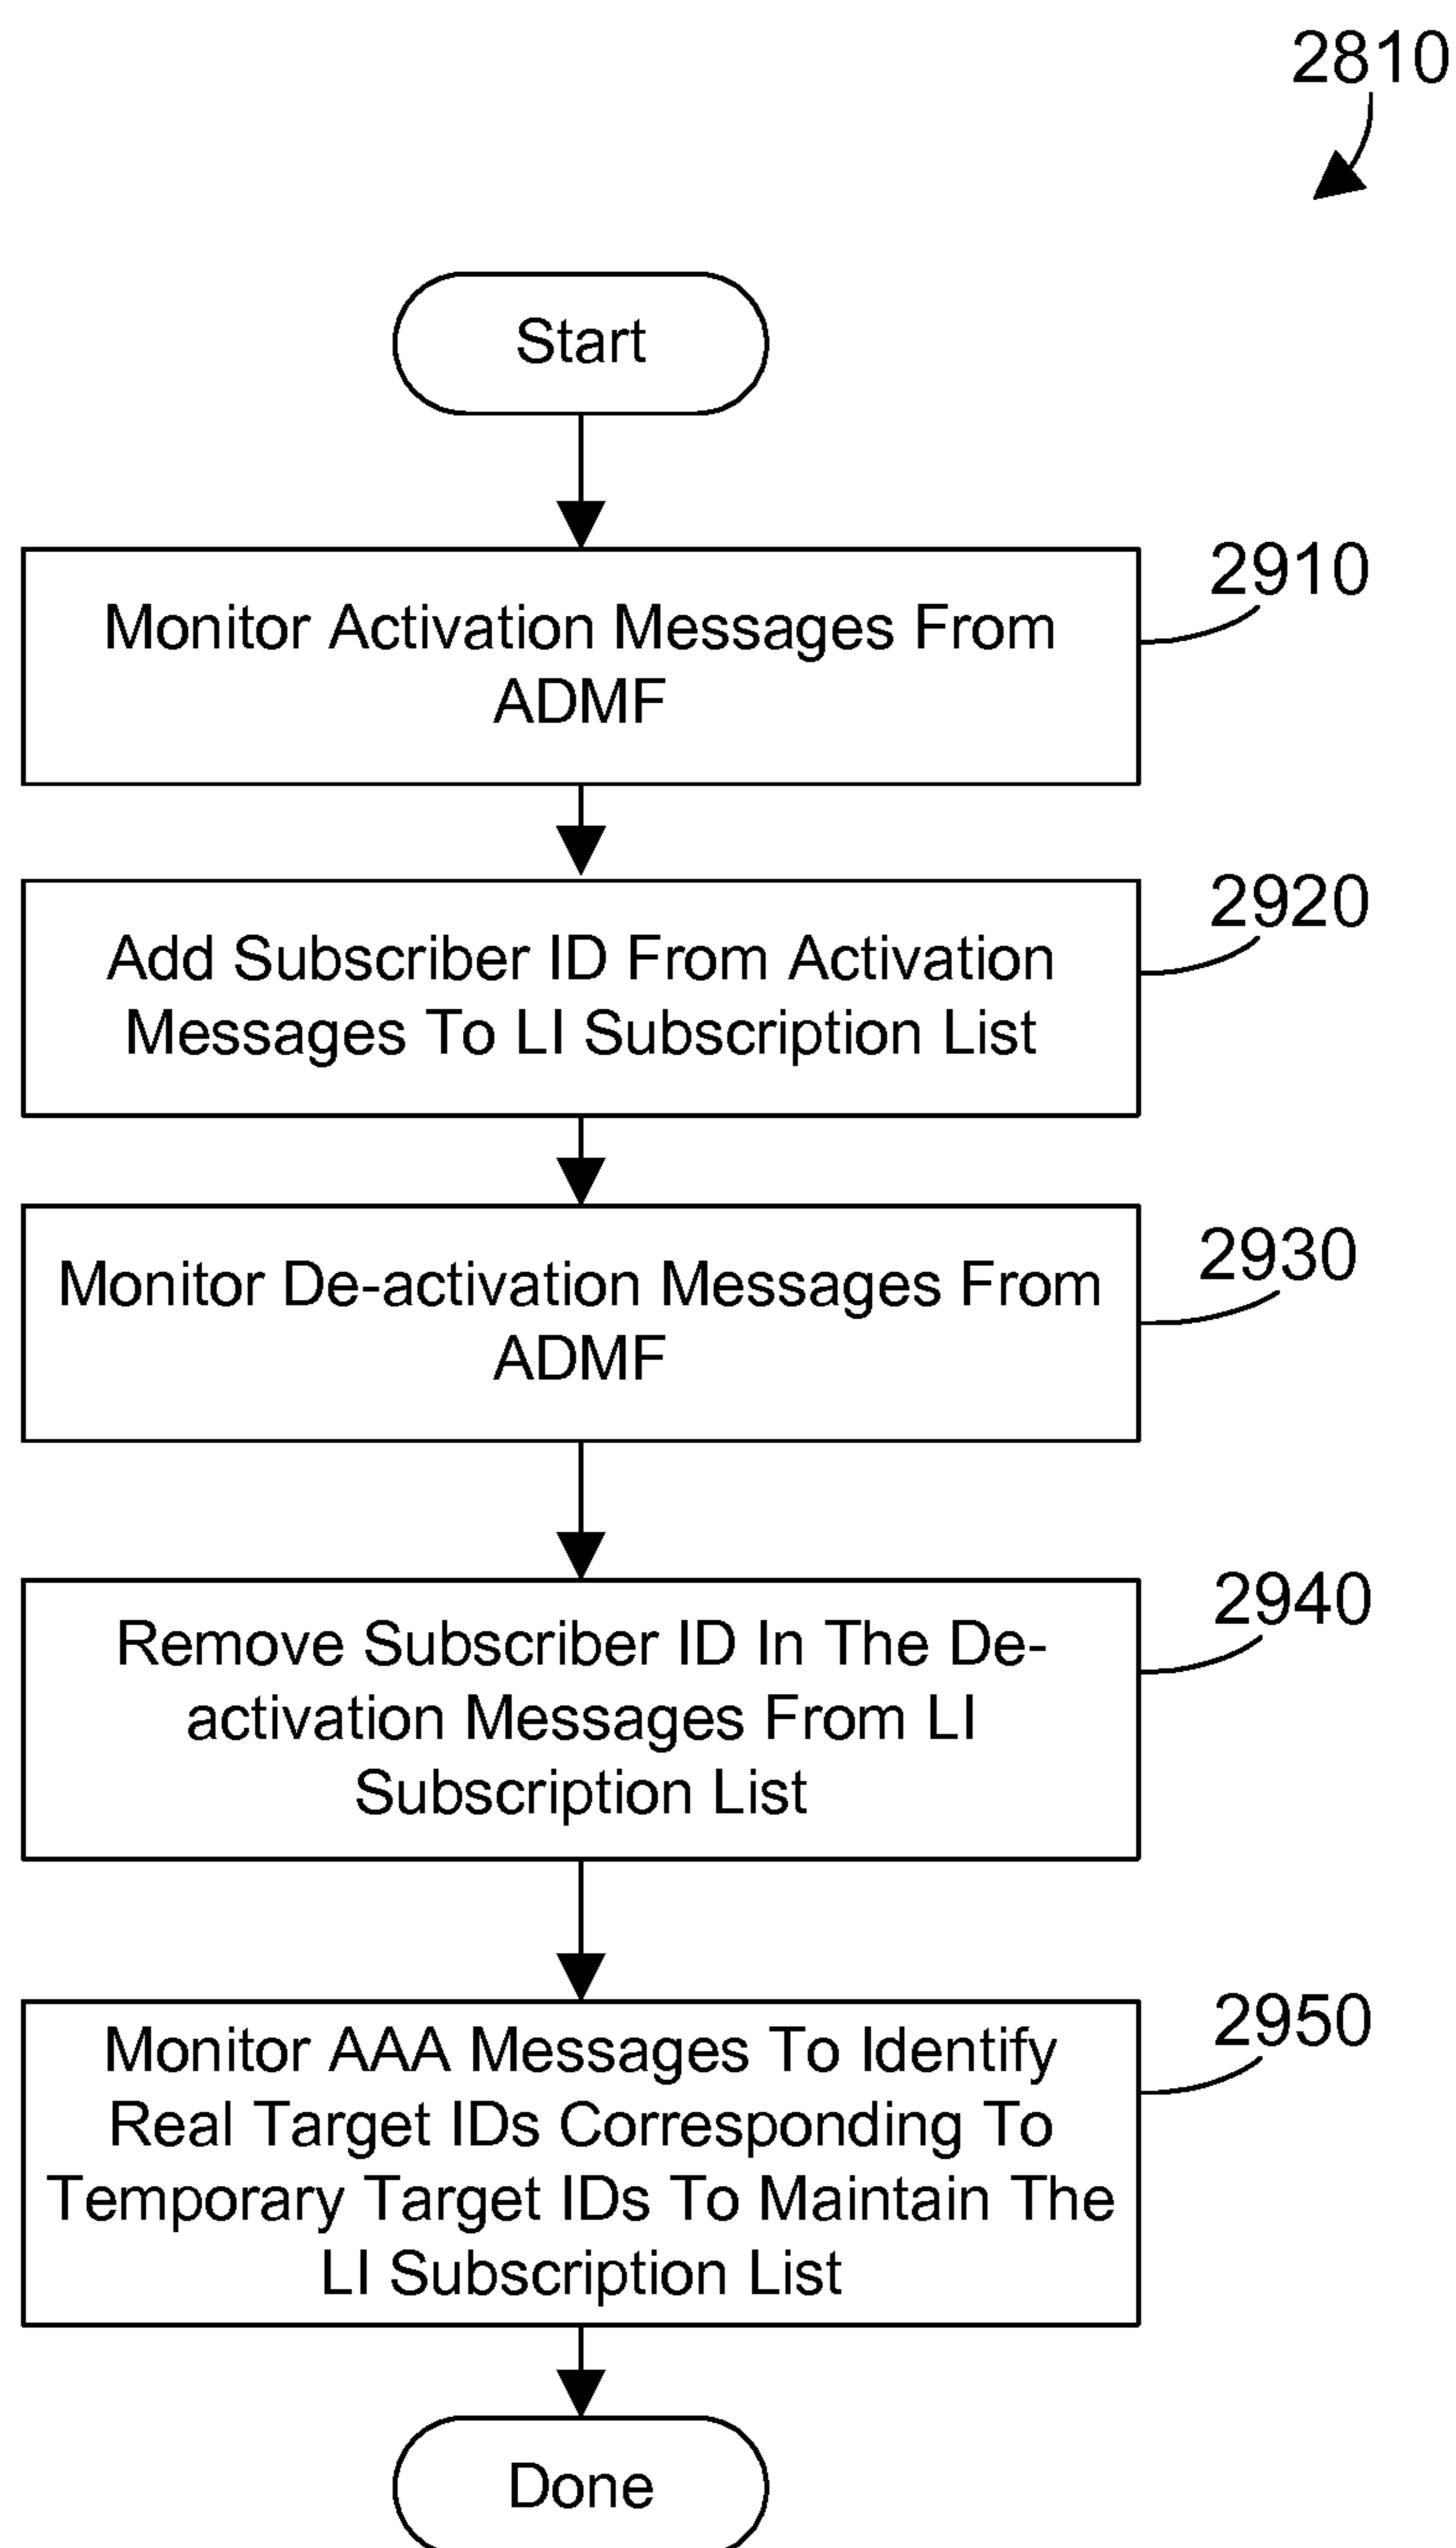 2810
Start
2910
Monitor Activation Messages From
ADMF
2920
Add Subscriber ID From Activation
Messages To LI Subscription List
2930
Monitor De-activation Messages From
ADMF
2940
Remove Subscriber ID In The De-
activation Messages From LI
Subscription List
2950
Monitor AAA Messages To Identify
Real Target IDs Corresponding To
Temporary Target IDs To Maintain The
LI Subscription List
Done